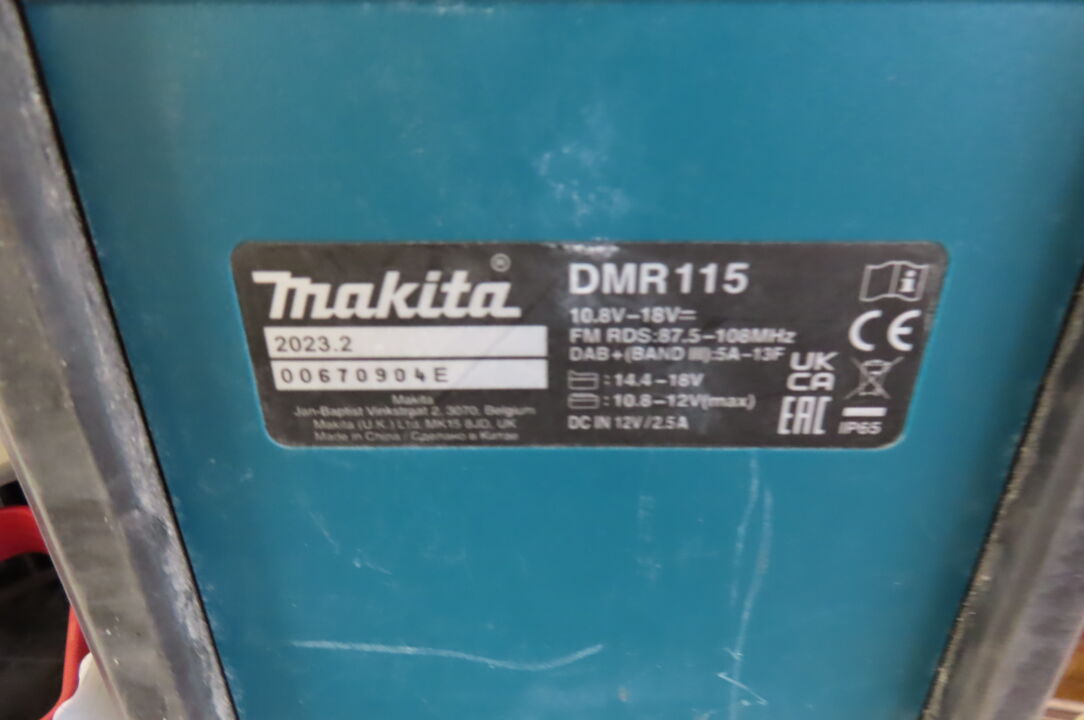 makita®
2023.2
00670904E
Makita
Jan-Baptist Vinkstraat 2, 3070, Belgium
Makita (U.K.) Ltd. MK15 8JD, UK
Made in China / Сделано в Китае
DMR115
10.8V-18V⎓
FM RDS:87.5-108MHz
DAB+(BAND III):5A-13F
:14.4-18V
:10.8-12V(max)
DC IN 12V/2.5A
i
CE
UK
CA
EAC
IP65